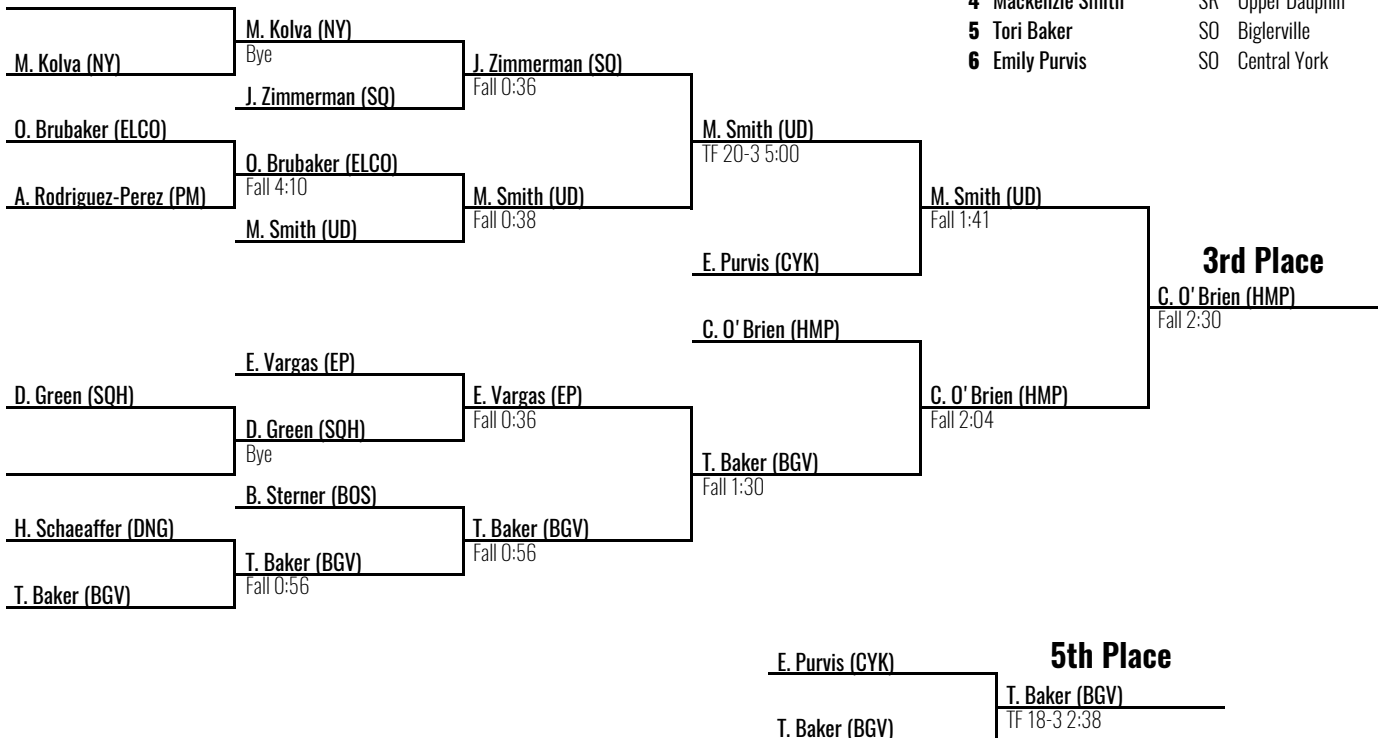 4 Mackenzie Smith SR Upper Dauphin
5 Tori Baker SO Biglerville
6 Emily Purvis SO Central York
M. Kolva (NY)
Bye
M. Kolva (NY)
J. Zimmerman (SQ)
Fall 0:36
J. Zimmerman (SQ)
O. Brubaker (ELCO)
M. Smith (UD)
TF 20-3 5:00
O. Brubaker (ELCO)
Fall 4:10
A. Rodriguez-Perez (PM)
M. Smith (UD)
Fall 0:38
M. Smith (UD)
Fall 1:41
M. Smith (UD)
E. Purvis (CYK)
3rd Place
C. O'Brien (HMP)
Fall 2:30
C. O'Brien (HMP)
E. Vargas (EP)
D. Green (SQH)
E. Vargas (EP)
Fall 0:36
C. O'Brien (HMP)
Fall 2:04
D. Green (SQH)
Bye
T. Baker (BGV)
Fall 1:30
B. Sterner (BOS)
H. Schaeaffer (DNG)
T. Baker (BGV)
Fall 0:56
T. Baker (BGV)
Fall 0:56
T. Baker (BGV)
5th Place
E. Purvis (CYK)
T. Baker (BGV)
TF 18-3 2:38
T. Baker (BGV)